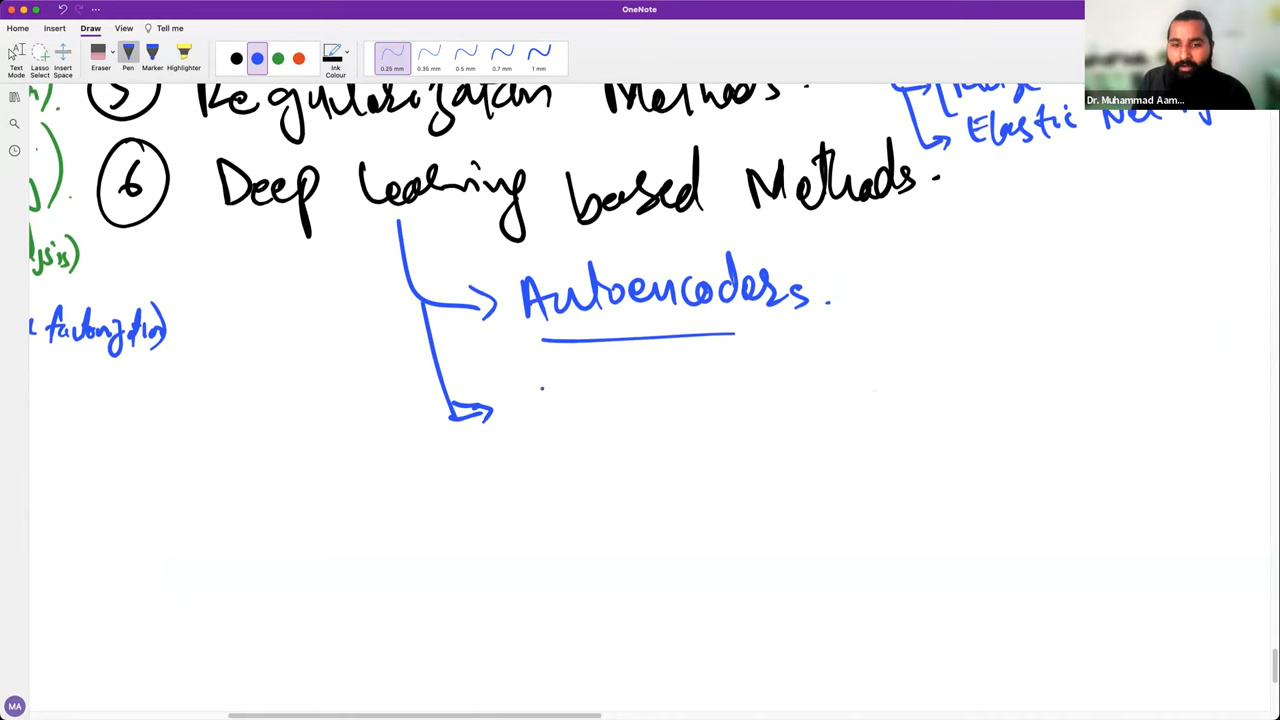 OneNote
Home Insert Draw View Tell me
Text Mode
Lasso Select
Insert Space
Eraser
Pen
Marker
Highlighter
Ink Colour
0.25 mm
0.35 mm
0.5 mm
0.7 mm
1 mm
Dr. Muhammad Aam...
5 Regularization Methods.
Elastic Net
6 Deep learning based Methods.
Autoencoders.
factorization)
MA